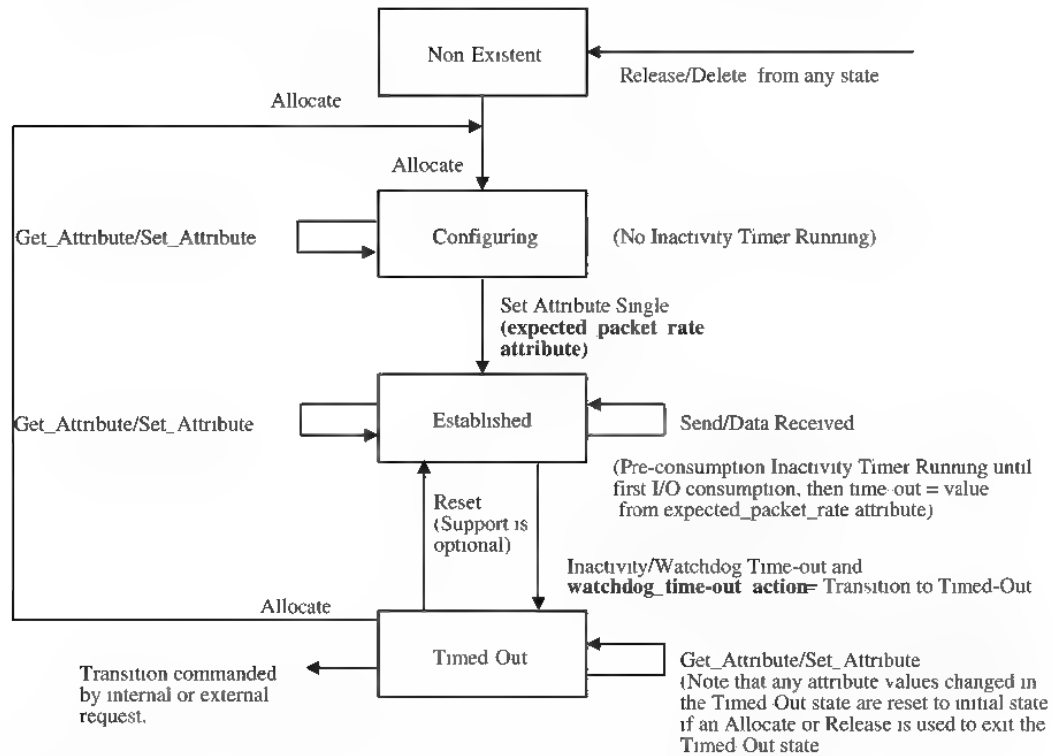 Non Existent
Release/Delete from any state
Allocate
Allocate
Get_Attribute/Set_Attribute
Configuring
(No Inactivity Timer Running)
Set Attribute Single
(expected packet rate
attribute)
Get_Attribute/Set_Attribute
Established
Send/Data Received
(Pre-consumption Inactivity Timer Running until
first I/O consumption, then time-out = value
from expected_packet_rate attribute)
Reset
(Support is
optional)
Inactivity/Watchdog Time-out and
watchdog_time-out action= Transition to Timed-Out
Allocate
Timed Out
Transition commanded
by internal or external
request.
Get_Attribute/Set_Attribute
(Note that any attribute values changed in
the Timed Out state are reset to initial state
if an Allocate or Release is used to exit the
Timed Out state